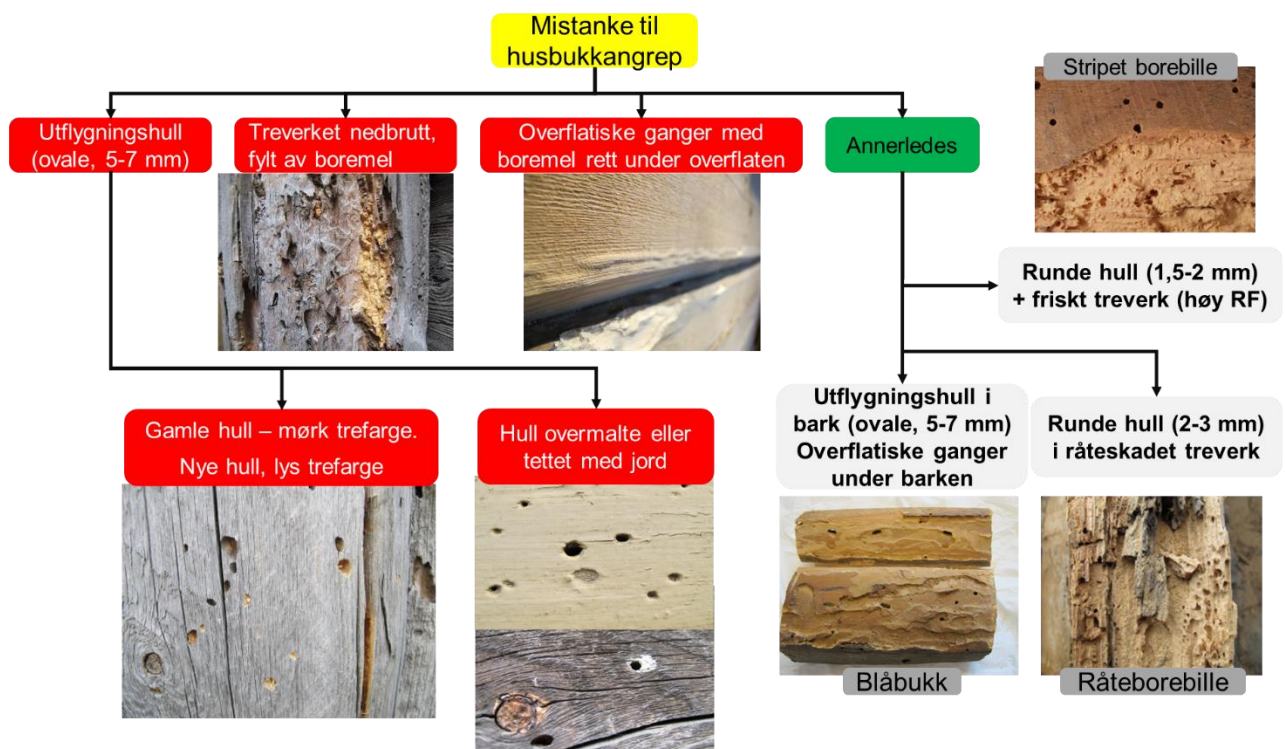 Mistanke til
husbukkangrep
Stripet borebille
Utflygningshull
(ovale, 5-7 mm)
Treverket nedbrutt,
fylt av boremel
Overflatiske ganger med
boremel rett under overflaten
Annerledes
Runde hull (1,5-2 mm)
+ friskt treverk (høy RF)
Gamle hull – mørk trefarge.
Nye hull, lys trefarge
Hull overmalte eller
tettet med jord
Utflygningshull i
bark (ovale, 5-7 mm)
Overflatiske ganger
under barken
Runde hull (2-3 mm)
i råteskadet treverk
Blåbukk
Råteborebille